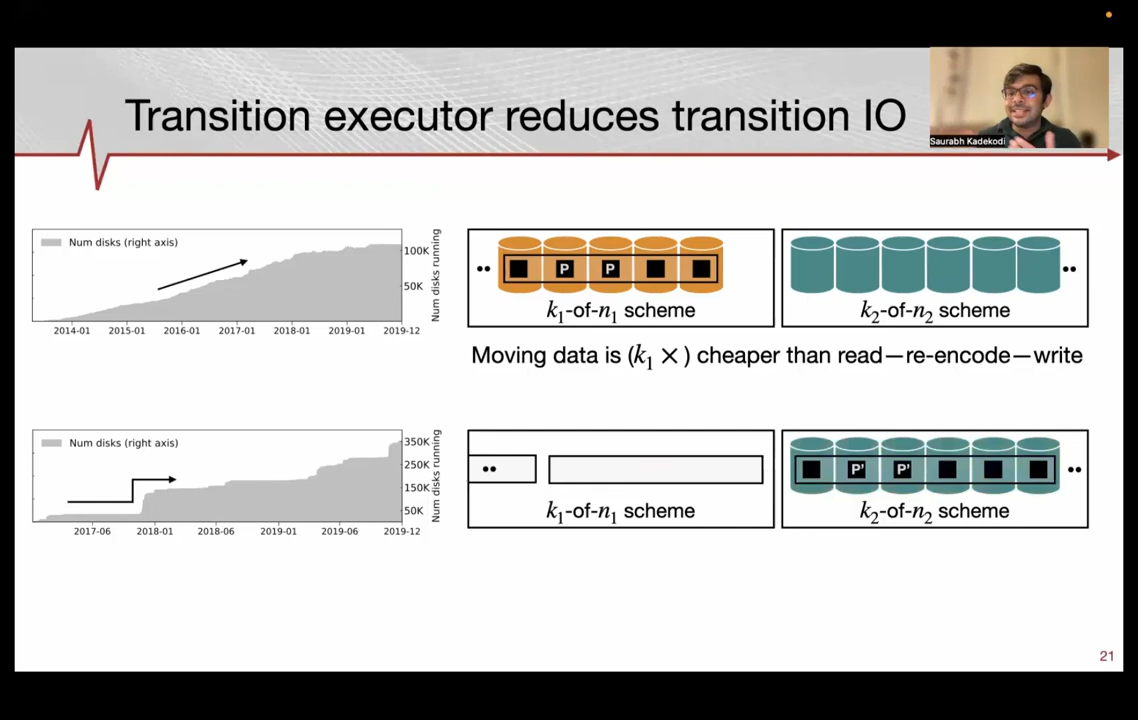 Transition executor reduces transition IO
Saurabh Kadekodi
Num disks (right axis)
100K
50K
Num disks running
2014-01 2015-01 2016-01 2017-01 2018-01 2019-01 2019-12
P P
k₁-of-n₁ scheme
k₂-of-n₂ scheme
Moving data is (k₁ ×) cheaper than read—re-encode—write
Num disks (right axis)
350K
250K
150K
50K
Num disks running
2017-06 2018-01 2018-06 2019-01 2019-06 2019-12
k₁-of-n₁ scheme
P' P'
k₂-of-n₂ scheme
21